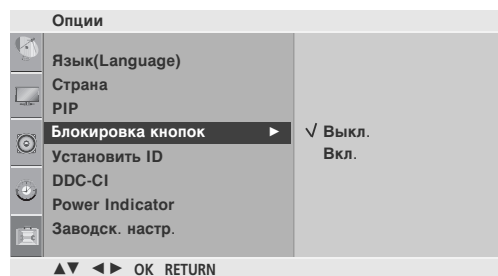 Опции
Язык(Language)
Страна
PIP
Блокировка кнопок ►
√ Выкл.
Вкл.
Установить ID
DDC-CI
Power Indicator
Заводск. настр.
▲▼ ◄► OK RETURN